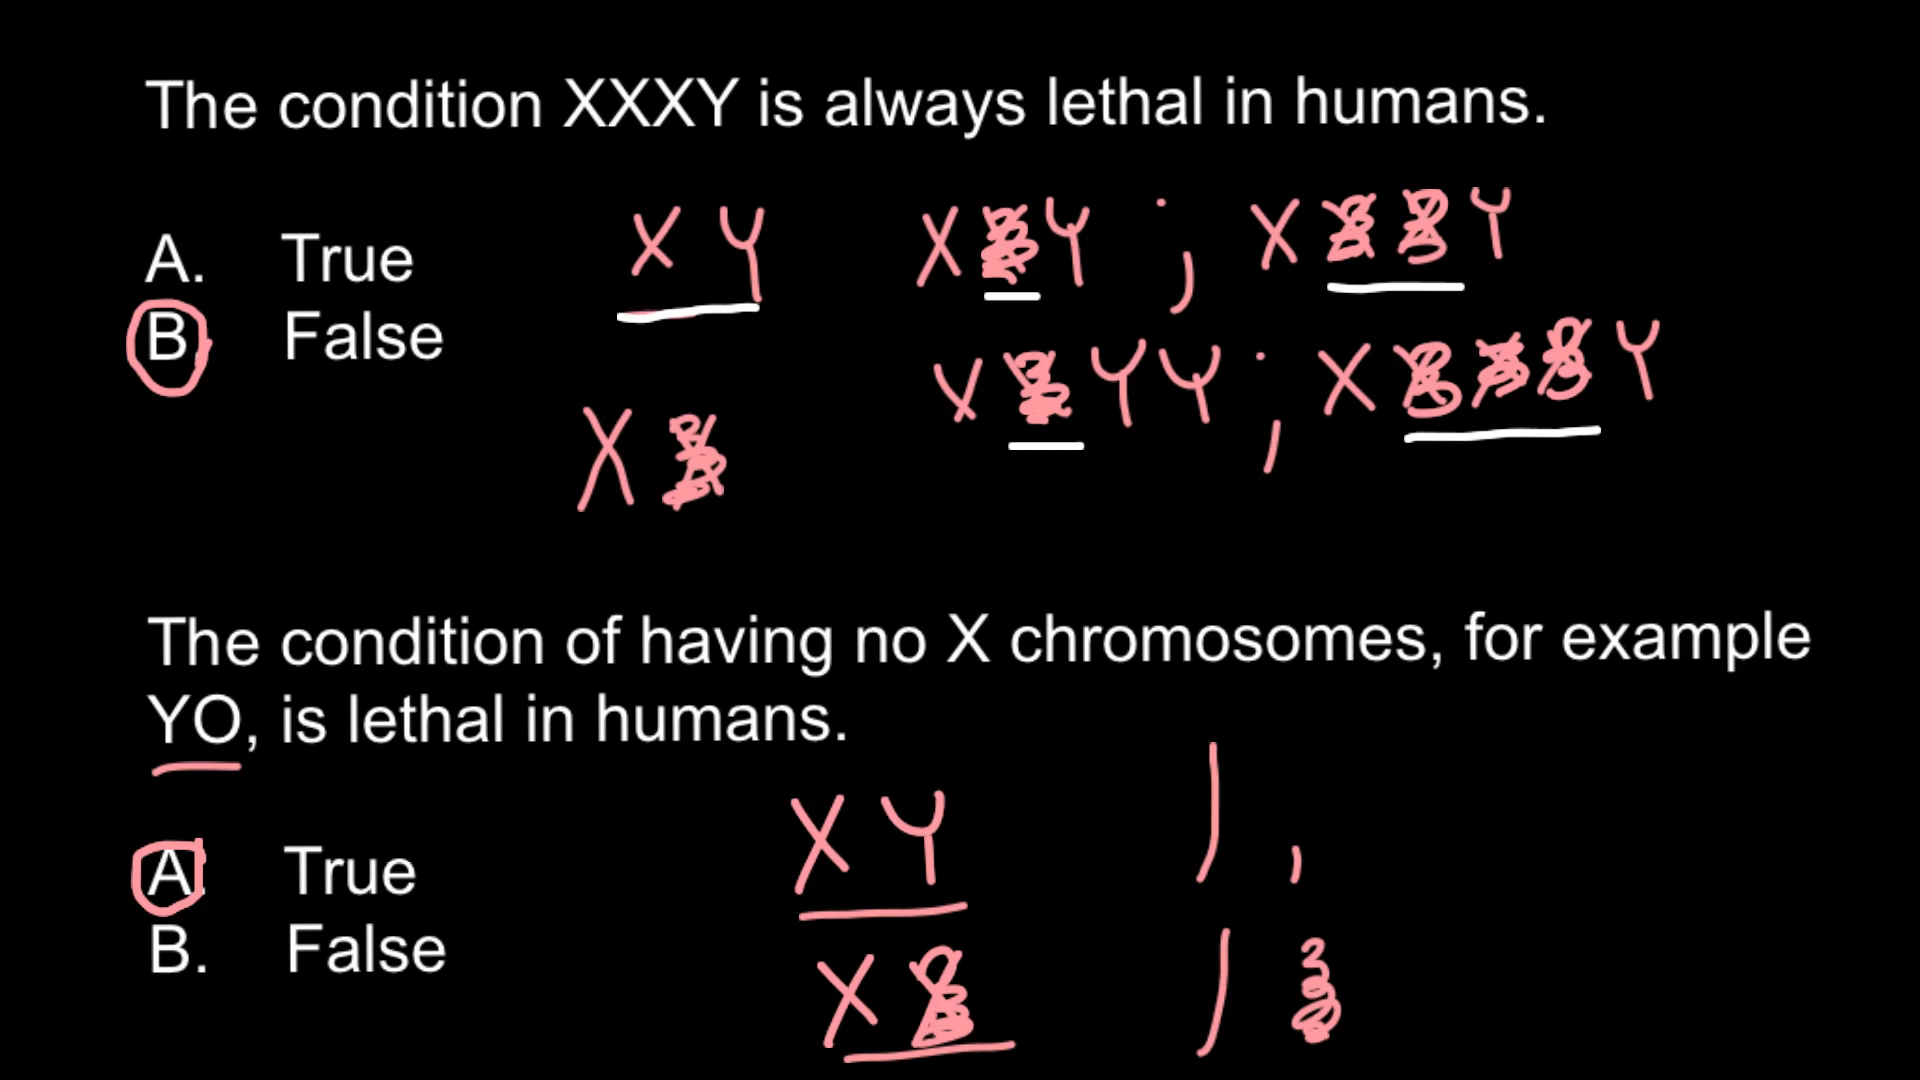 The condition XXXY is always lethal in humans.
A. True
B. False
X Y
X X Y ; X X X Y
X X Y Y ; X X X X Y
X X
The condition of having no X chromosomes, for example
YO, is lethal in humans.
A. True
B. False
X Y
X X